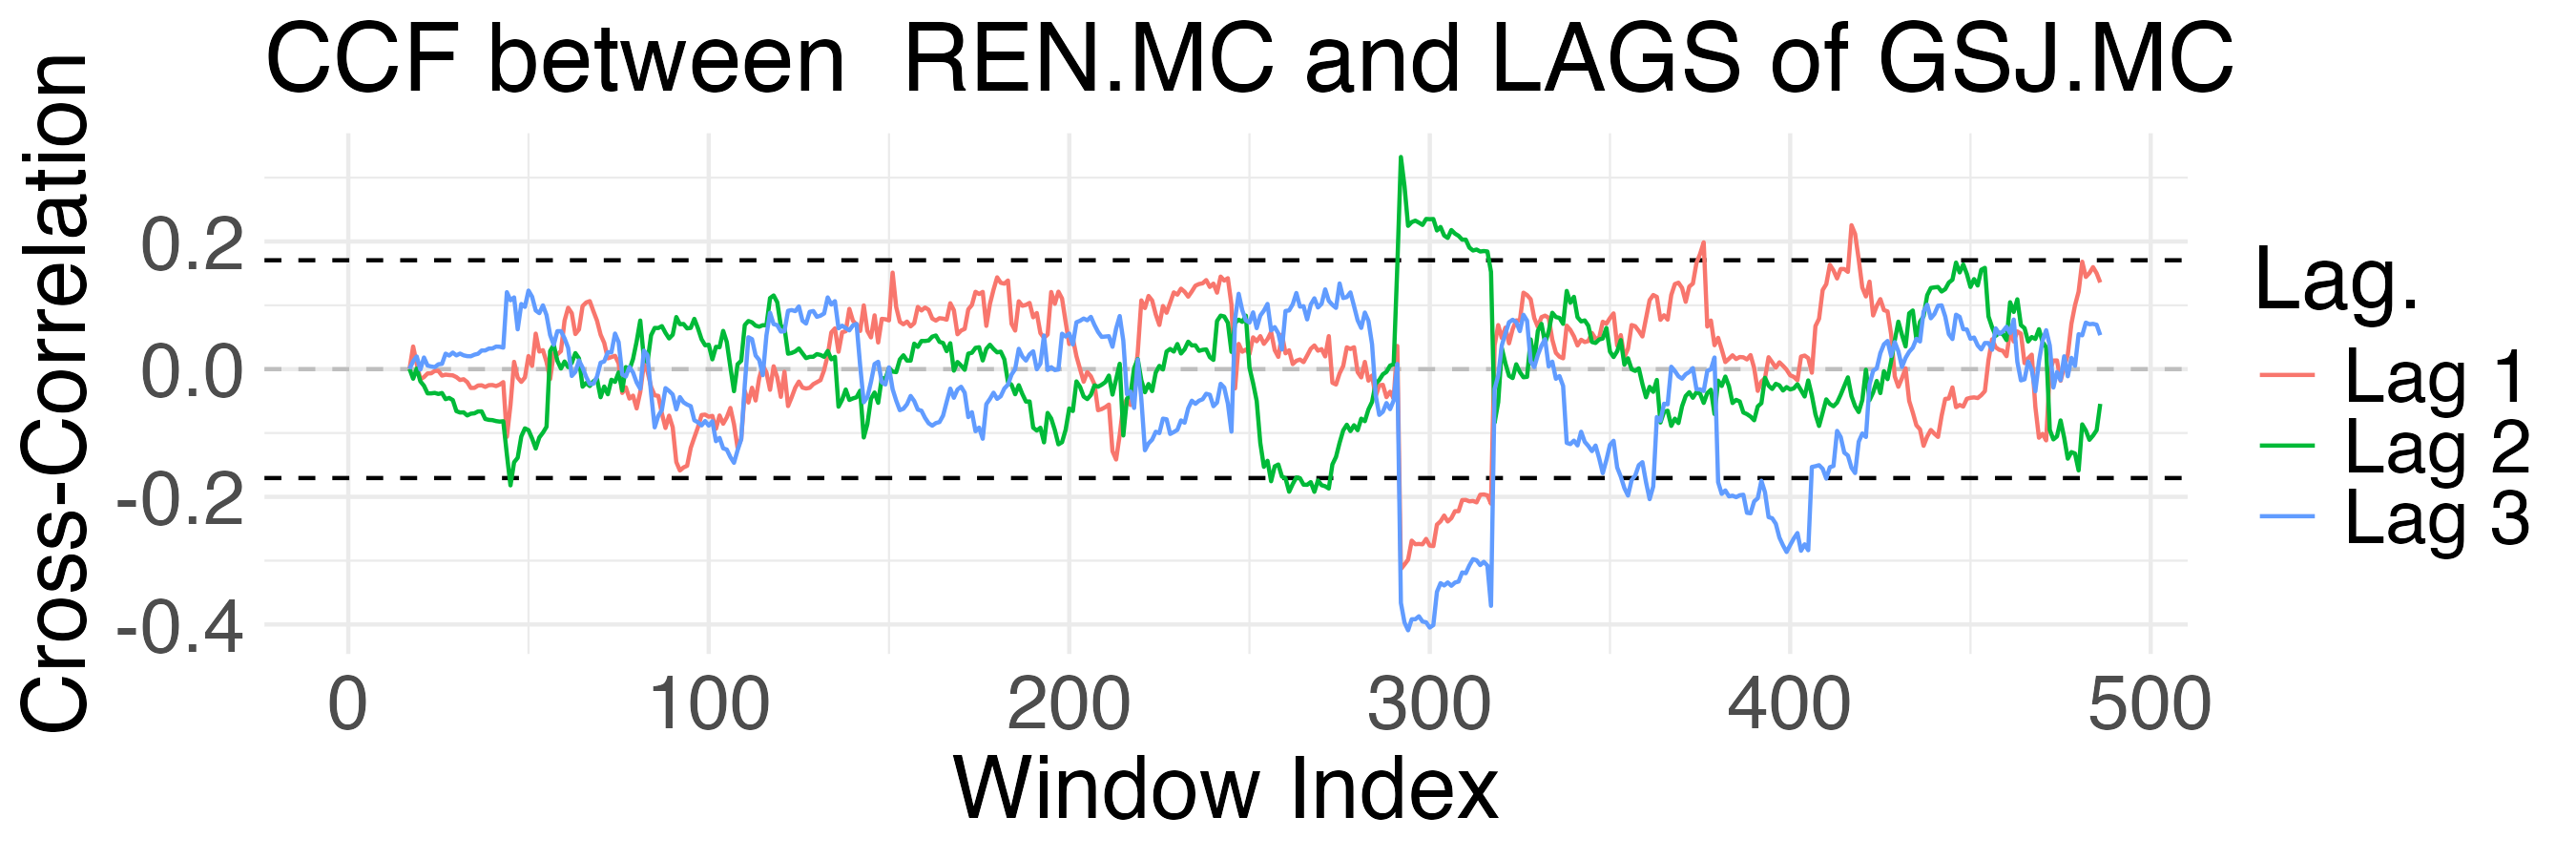 CCF between  REN.MC and LAGS of GSJ.MC
Cross-Correlation
0.2
0.0
-0.2
-0.4
0 100 200 300 400 500
Window Index
Lag.
Lag 1
Lag 2
Lag 3